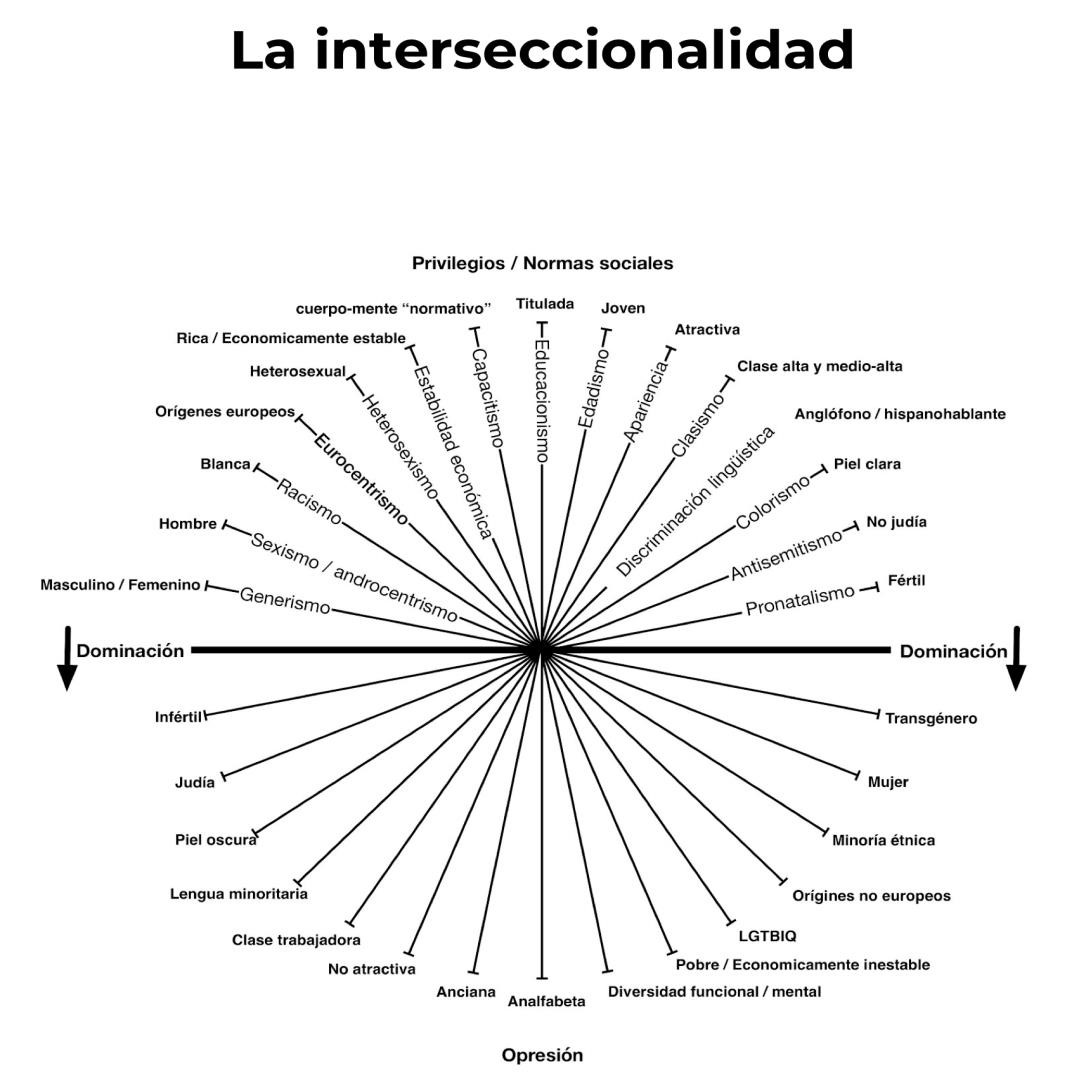 La interseccionalidad
Privilegios / Normas sociales
Titulada
cuerpo-mente “normativo”
Joven
Atractiva
Rica / Economicamente estable
Clase alta y medio-alta
Heterosexual
Orígenes europeos
Anglófono / hispanohablante
Blanca
Piel clara
Hombre
No judía
Masculino / Femenino
Fértil
Generismo
Sexismo / androcentrismo
Racismo
Eurocentrismo
Heterosexismo
Estabilidad económica
Capacitismo
Educacionismo
Edadismo
Apariencia
Clasismo
Discriminación lingüística
Colorismo
Antisemitismo
Pronatalismo
Dominación
Dominación
Infértil
Transgénero
Judía
Mujer
Piel oscura
Minoría étnica
Lengua minoritaria
Orígines no europeos
Clase trabajadora
LGTBIQ
No atractiva
Pobre / Economicamente inestable
Anciana
Analfabeta
Diversidad funcional / mental
Opresión